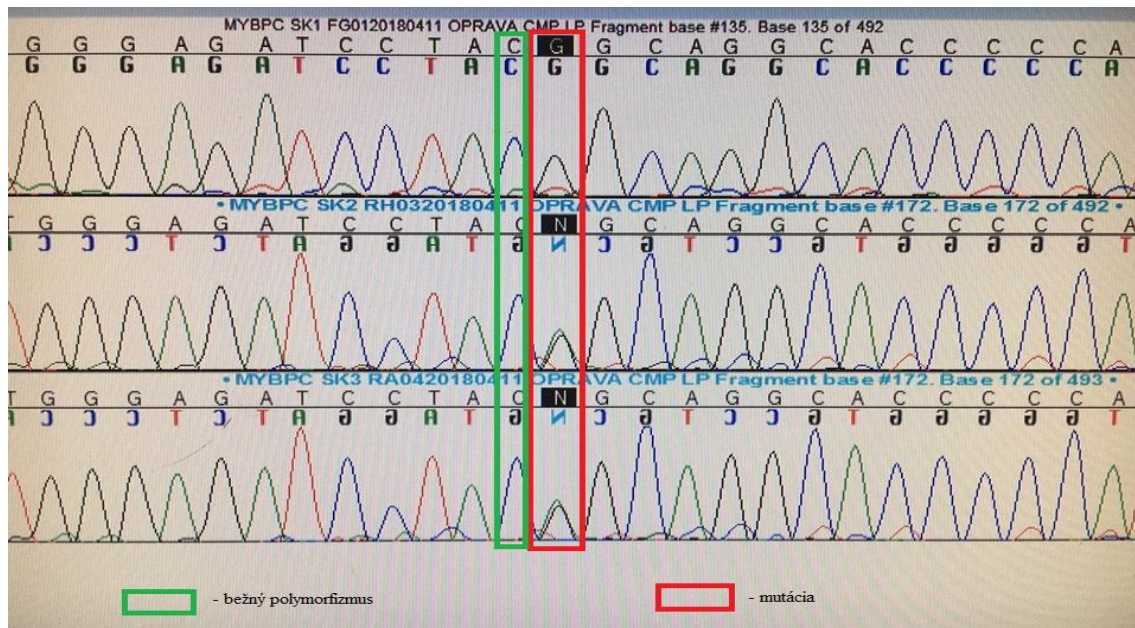 MYBPC SK1 FG0120180411 OPRAVA CMP LP Fragment base #135. Base 135 of 492
G G G A G A T C C T A C G G C A G G C A C C C C C A
G G G A G A T C C T A C G G C A G G C A C C C C C A
• MYBPC SK2 RH0320180411 OPRAVA CMP LP Fragment base #172. Base 172 of 492 •
T G G G A G A T C C T A C N G C A G G C A C C C C C A
A C C C T C T A G G A T G N C G T C C G T G G G G G T
• MYBPC SK3 RA0420180411 OPRAVA CMP LP Fragment base #172. Base 172 of 493 •
T G G G A G A T C C T A C N G C A G G C A C C C C C A
A C C C T C T A G G A T G N C G T C C G T G G G G G T
- bežný polymorfizmus
- mutácia